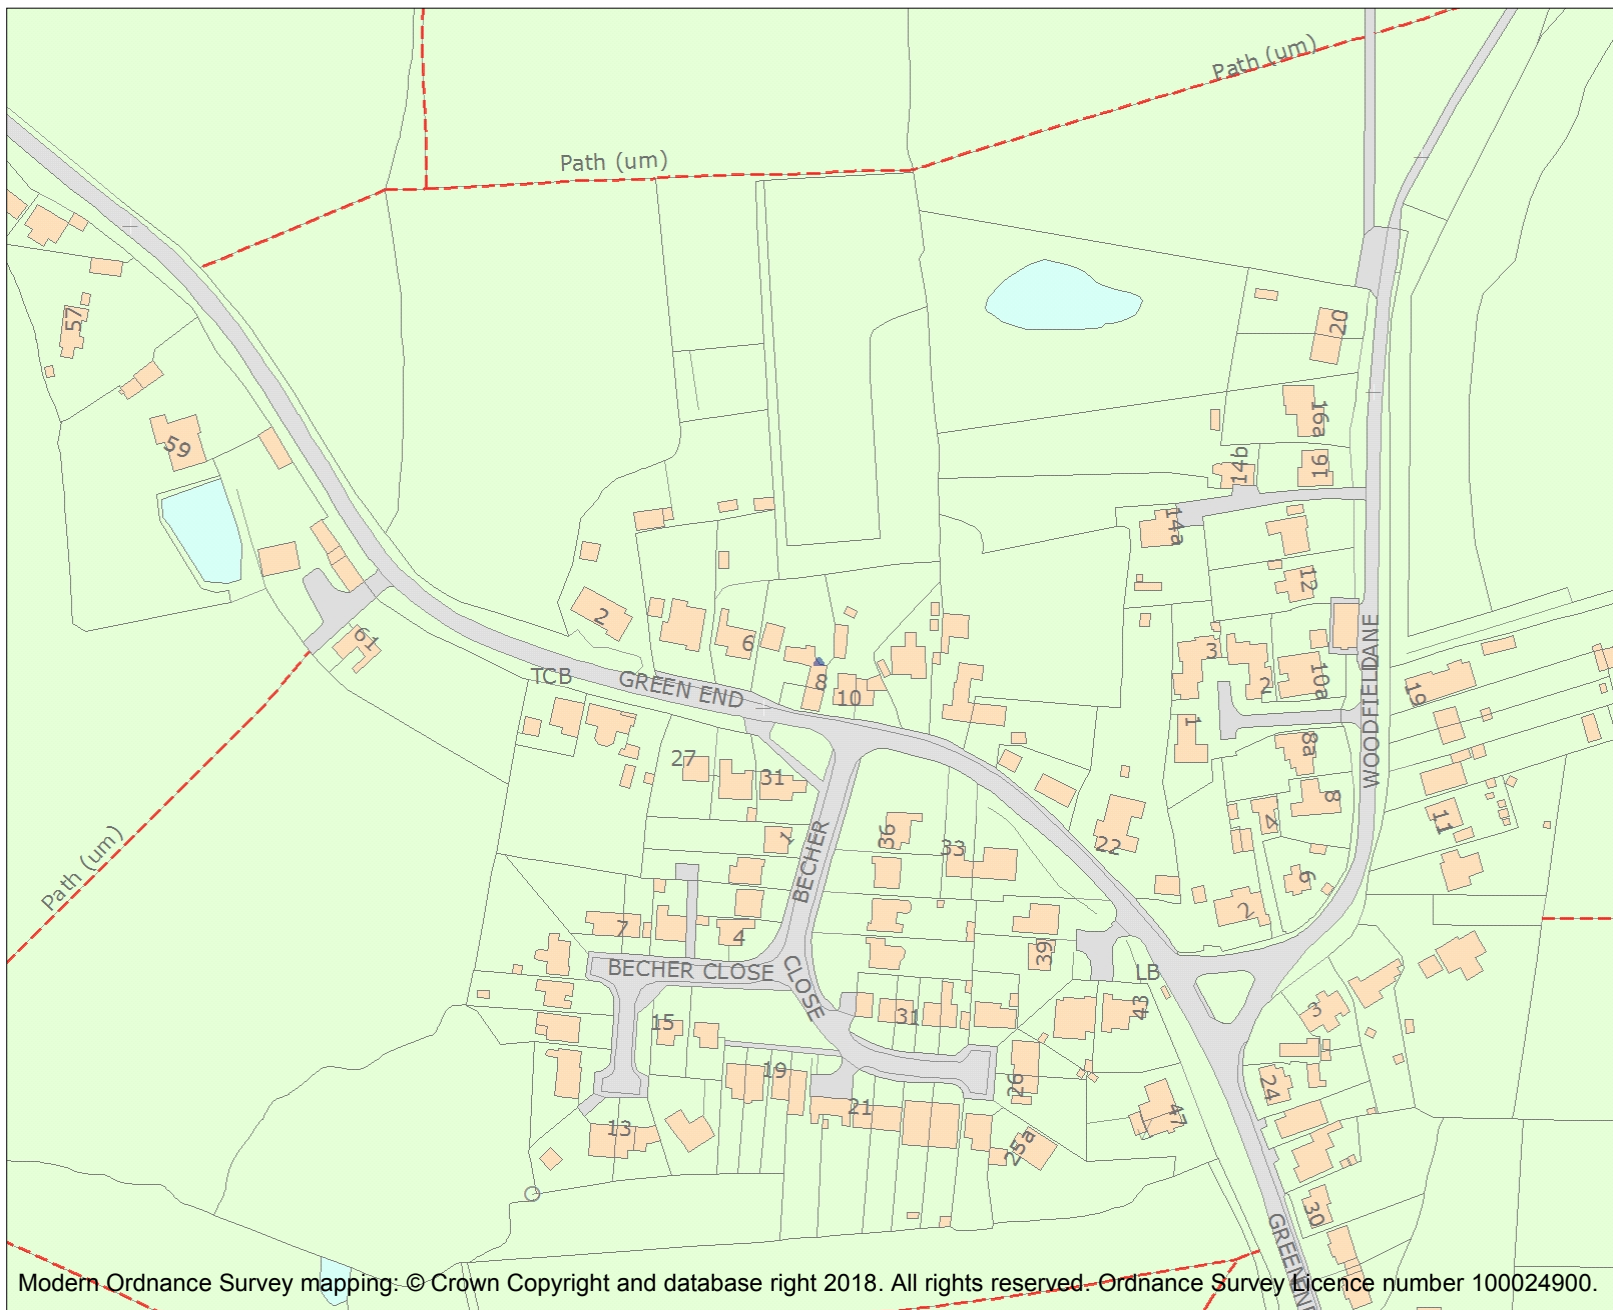 Path (um)
Path (um)
57
20
59
16a
14b
16
14a
12
2
61
6
3
TCB
GREEN END
8
10
2
10a
WOODFIELDANE
19
1
8a
27
31
8
1
BECHER
36
33
22
4
11
Path (um)
6
7
4
2
39
BECHER CLOSE
CLOSE
LB
43
3
15
31
19
26
24
21
47
13
25a
30
GREEN END
Modern Ordnance Survey mapping: © Crown Copyright and database right 2018. All rights reserved. Ordnance Survey Licence number 100024900.